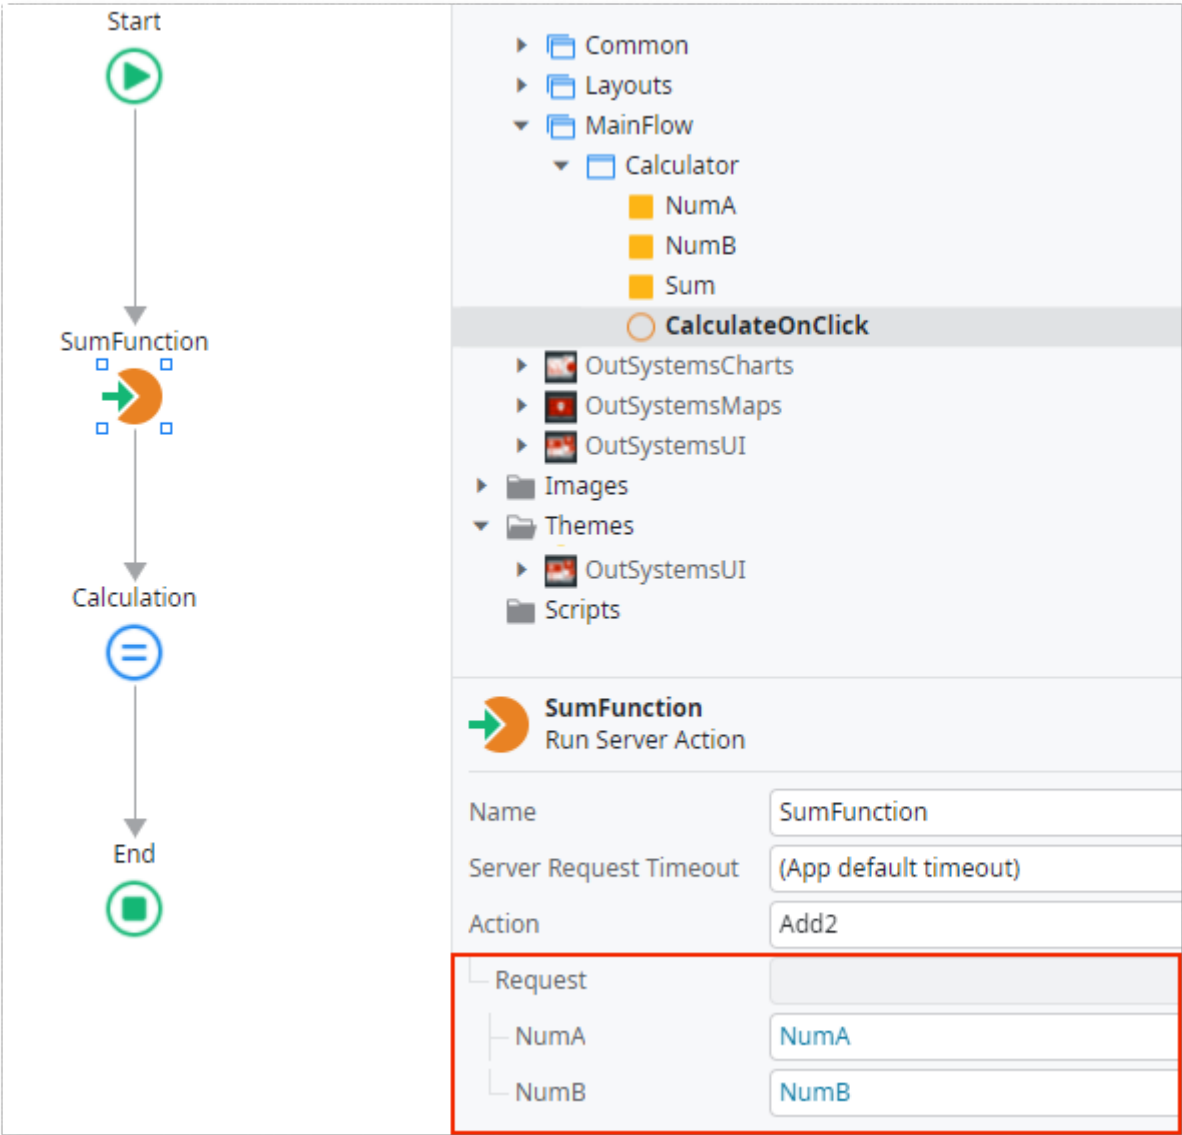 Start
SumFunction
Calculation
End
Common
Layouts
MainFlow
Calculator
NumA
NumB
Sum
CalculateOnClick
OutSystemsCharts
OutSystemsMaps
OutSystemsUI
Images
Themes
OutSystemsUI
Scripts
SumFunction
Run Server Action
Name SumFunction
Server Request Timeout (App default timeout)
Action Add2
Request
NumA NumA
NumB NumB